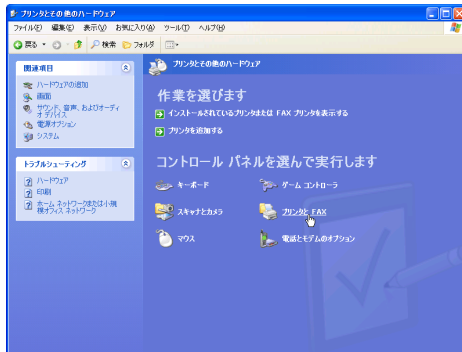 プリンタとその他のハードウェア
ファイル(F) 編集(E) 表示(V) お気に入り(A) ツール(T) ヘルプ(H)
戻る 検索 フォルダ
関連項目
ハードウェアの追加
画面
サウンド、音声、およびオーディ
オ デバイス
電源オプション
システム
トラブルシューティング
ハードウェア
印刷
ホーム ネットワークまたは小規
模オフィス ネットワーク
プリンタとその他のハードウェア
作業を選びます
インストールされているプリンタまたは FAX プリンタを表示する
プリンタを追加する
コントロール パネルを選んで実行します
キーボード ゲーム コントローラ
スキャナとカメラ プリンタと FAX
マウス 電話とモデムのオプション